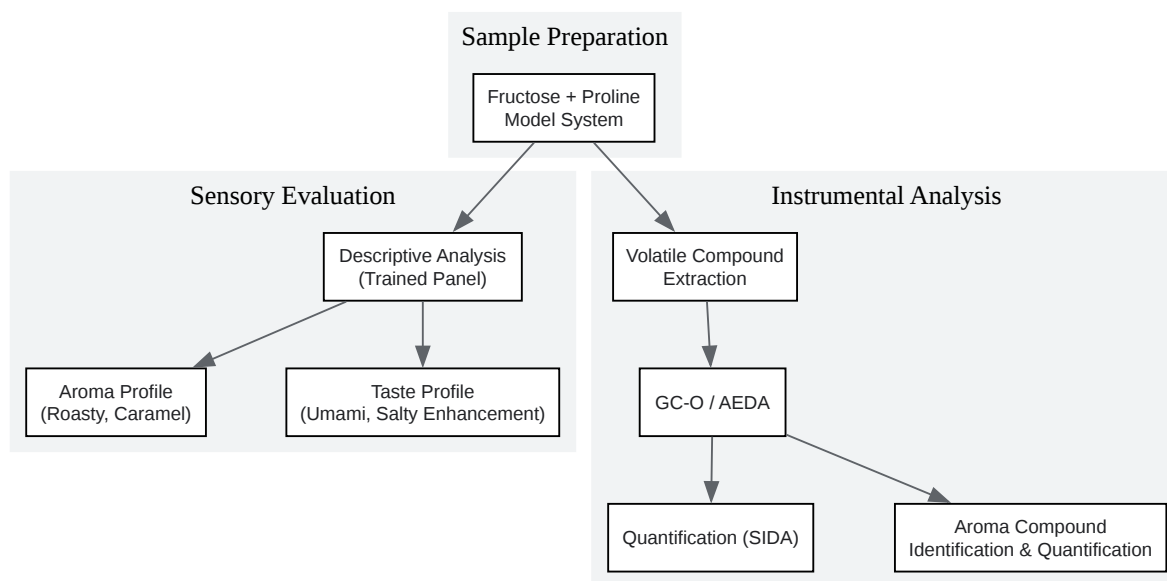 Sample Preparation
Fructose + Proline
Model System
Sensory Evaluation
Instrumental Analysis
Descriptive Analysis
(Trained Panel)
Volatile Compound
Extraction
Aroma Profile
(Roasty, Caramel)
Taste Profile
(Umami, Salty Enhancement)
GC-O / AEDA
Quantification (SIDA)
Aroma Compound
Identification & Quantification